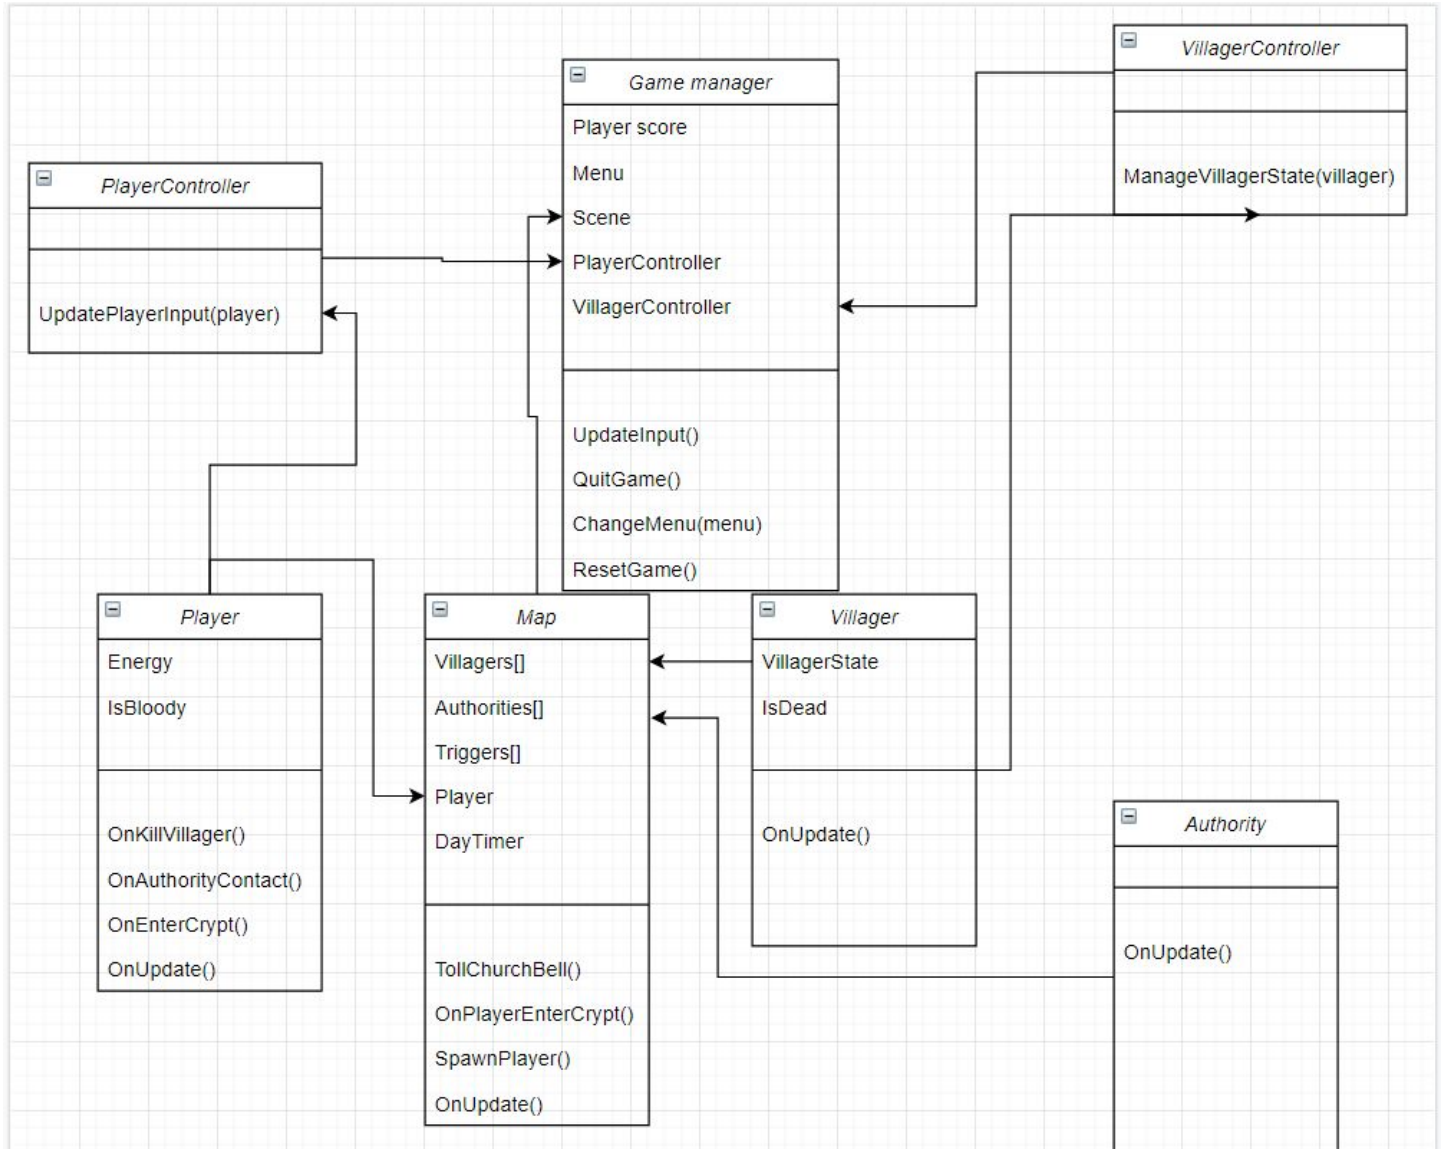 VillagerController
ManageVillagerState(villager)
Game manager
Player score
Menu
Scene
PlayerController
VillagerController
UpdateInput()
QuitGame()
ChangeMenu(menu)
ResetGame()
PlayerController
UpdatePlayerInput(player)
Player
Energy
IsBloody
OnKillVillager()
OnAuthorityContact()
OnEnterCrypt()
OnUpdate()
Map
Villagers[]
Authorities[]
Triggers[]
Player
DayTimer
TollChurchBell()
OnPlayerEnterCrypt()
SpawnPlayer()
OnUpdate()
Villager
VillagerState
IsDead
OnUpdate()
Authority
OnUpdate()